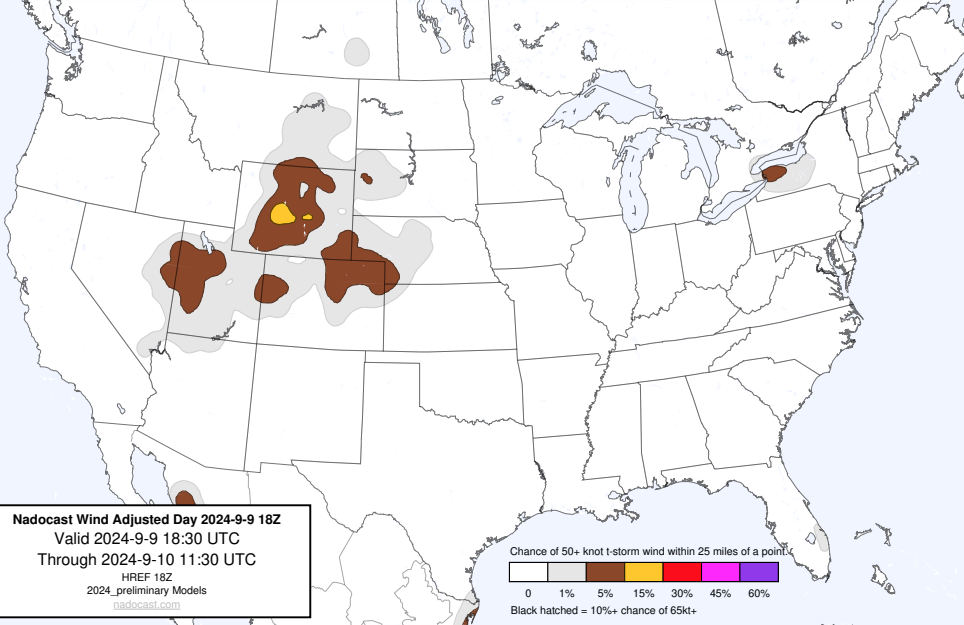 Nadocast Wind Adjusted Day 2024-9-9 18Z
Valid 2024-9-9 18:30 UTC
Through 2024-9-10 11:30 UTC
HREF 18Z
2024_preliminary Models
nadocast.com
Chance of 50+ knot t-storm wind within 25 miles of a point.
0 1% 5% 15% 30% 45% 60%
Black hatched = 10%+ chance of 65kt+